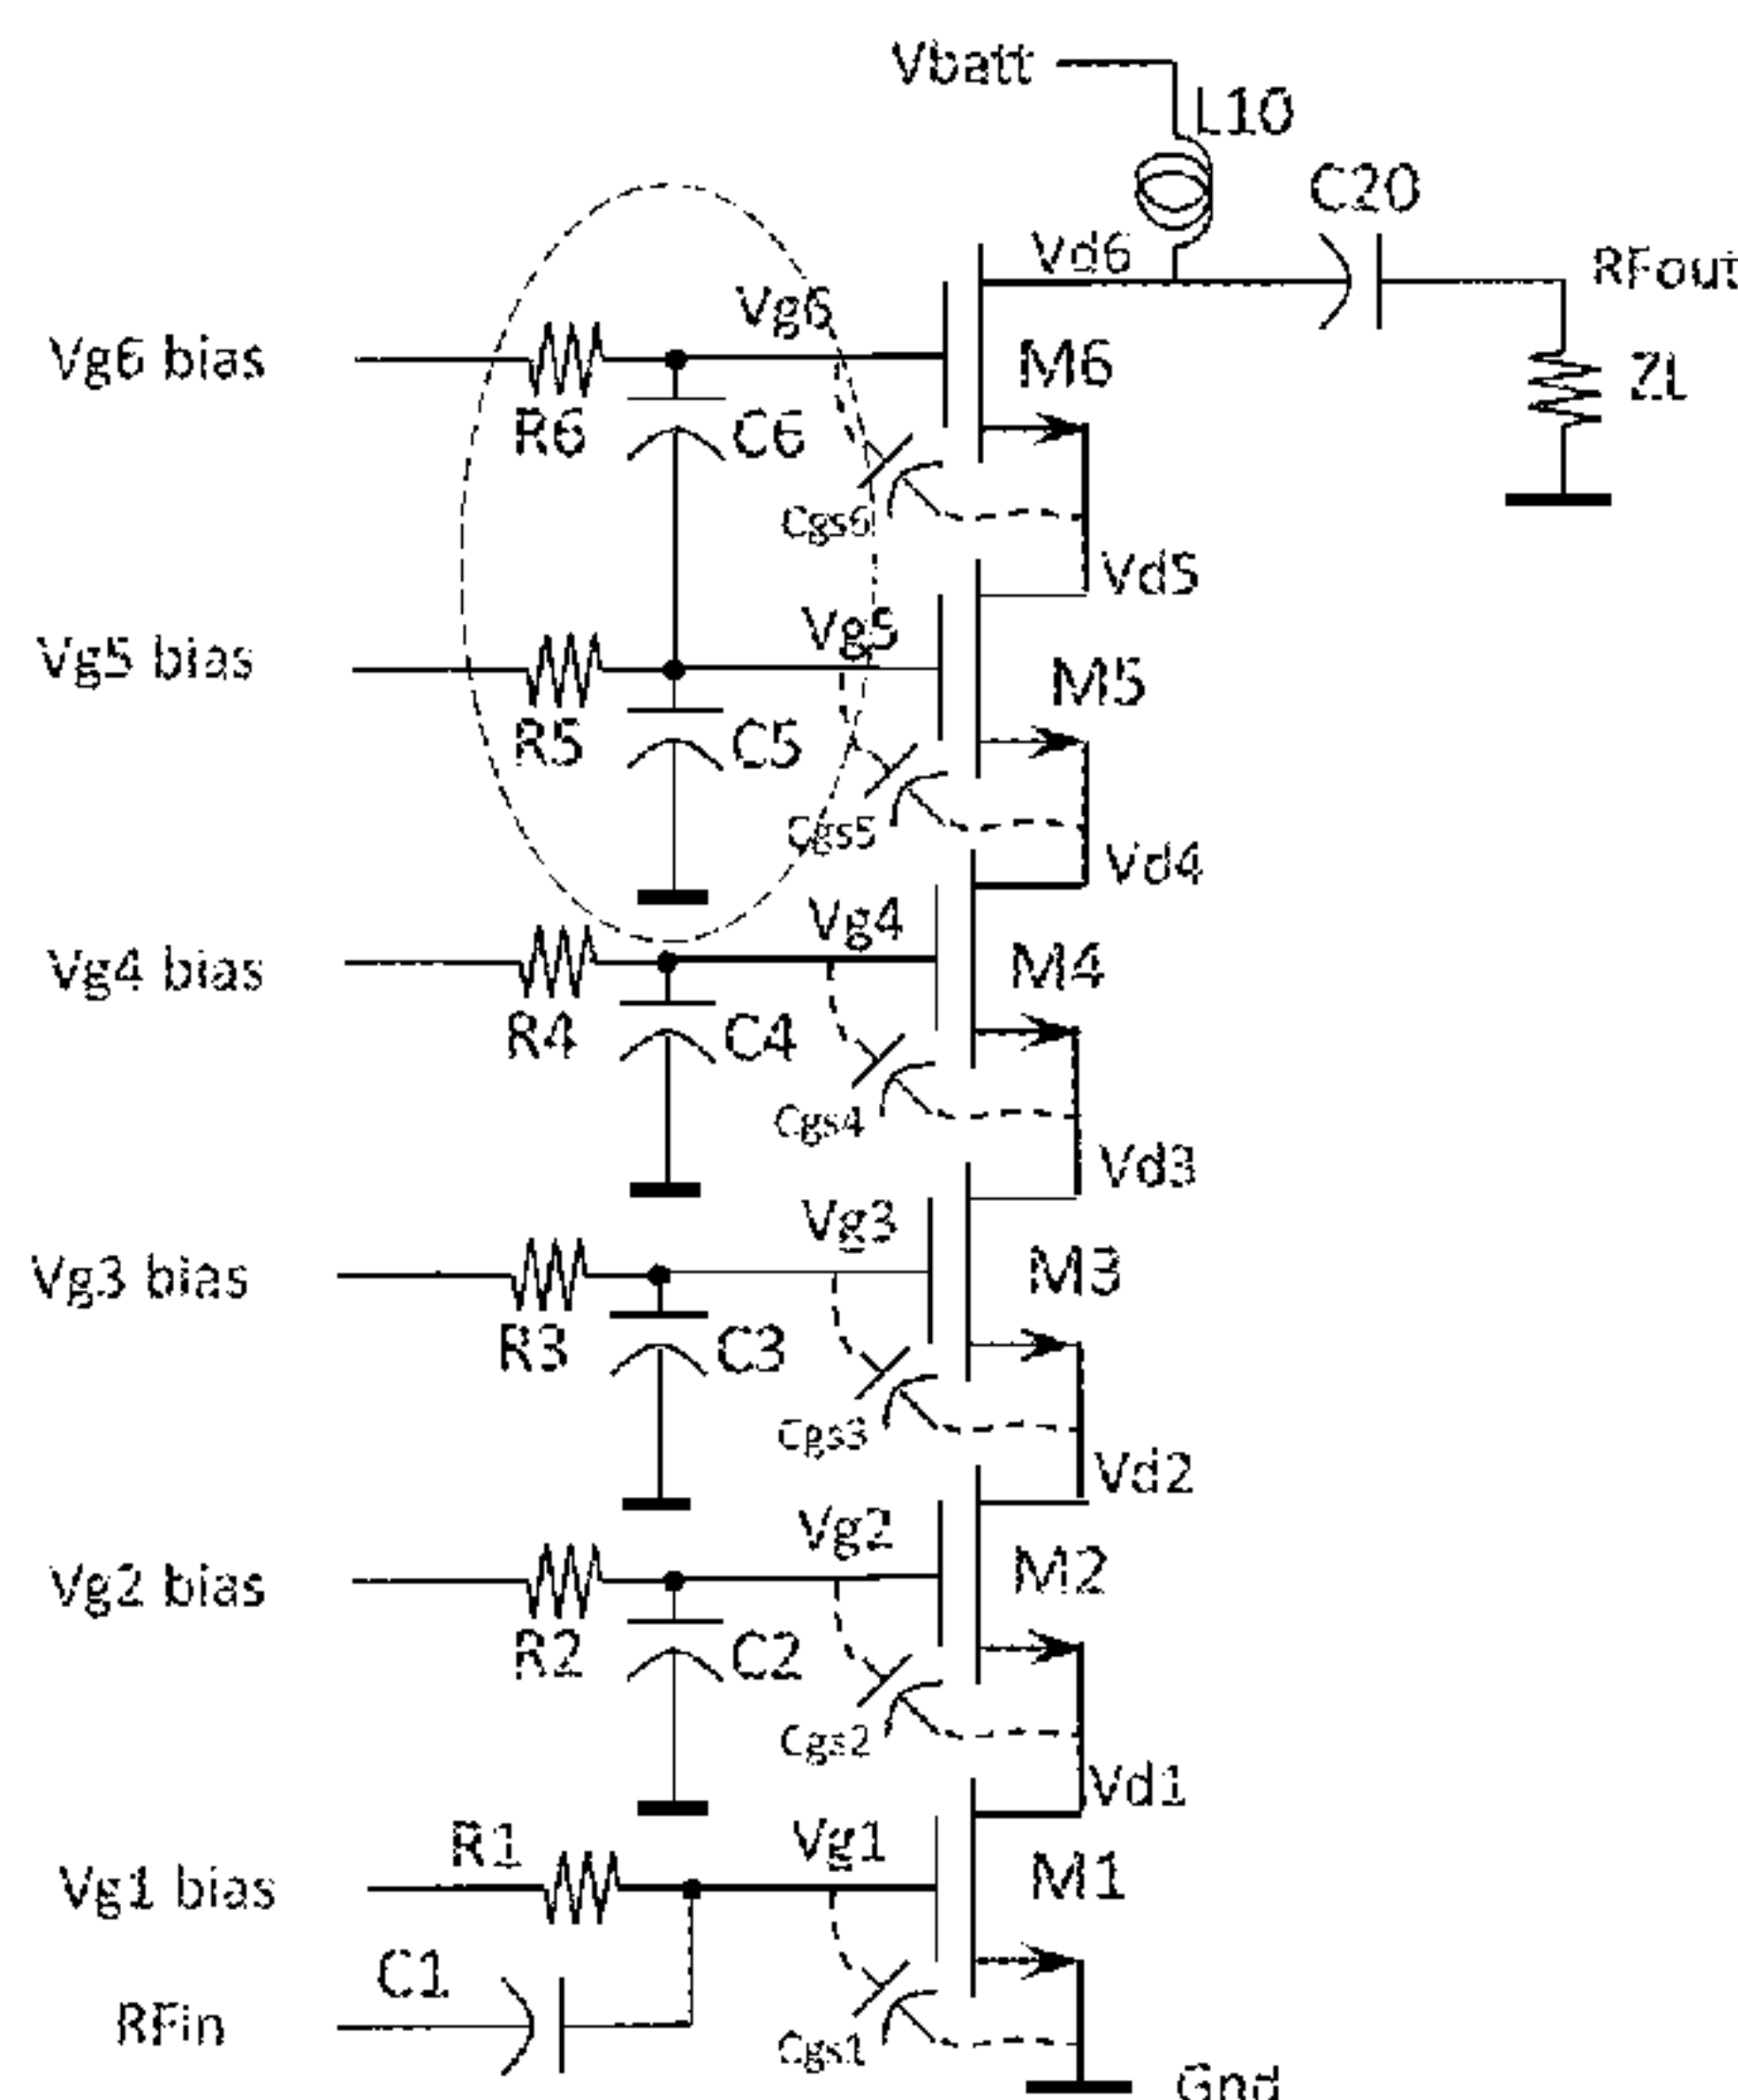 Vbatt
L10
C20
Vd6
RFout
Vg6
Vg6 bias
M6
ZL
R6
C6
Cgs6
Vd5
Vg5
Vg5 bias
M5
R5
C5
Cgs5
Vd4
Vg4
Vg4 bias
M4
R4
C4
Cgs4
Vd3
Vg3
Vg3 bias
M3
R3
C3
Cgs3
Vd2
Vg2
Vg2 bias
M2
R2
C2
Cgs2
Vd1
R1
Vg1
Vg1 bias
M1
C1
RFin
Cgs1
Gnd